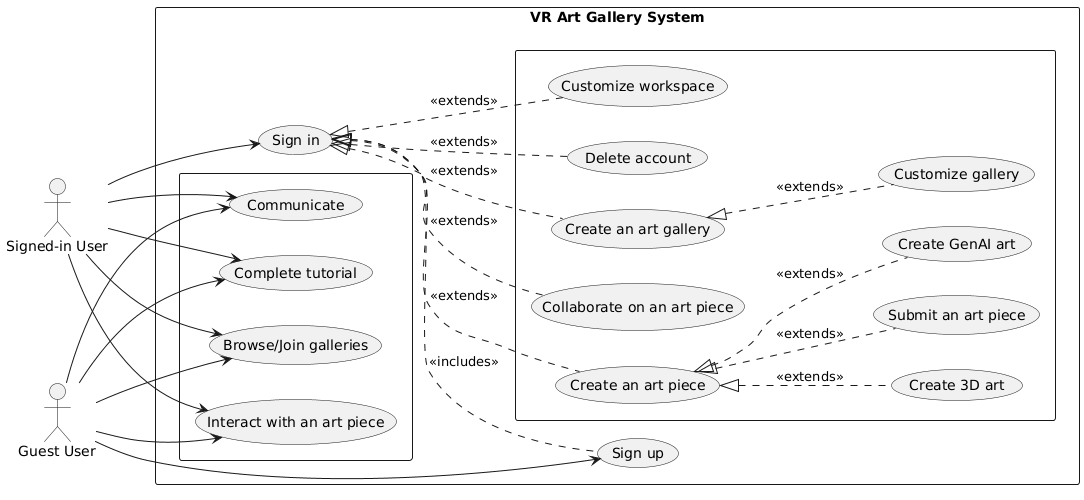 VR Art Gallery System
Customize workspace
«extends»
Sign in
«extends»
Delete account
«extends»
Customize gallery
«extends»
Communicate
Signed-in User
«extends»
Create an art gallery
Create GenAI art
Complete tutorial
«extends»
«extends»
Collaborate on an art piece
Submit an art piece
«extends»
Browse/Join galleries
«includes»
Create an art piece
«extends»
Create 3D art
Interact with an art piece
Guest User
Sign up